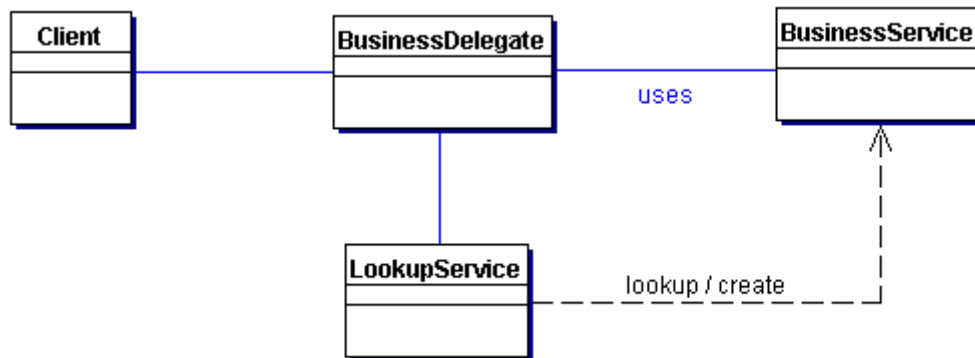 Client
BusinessDelegate
BusinessService
uses
LookupService
lookup / create